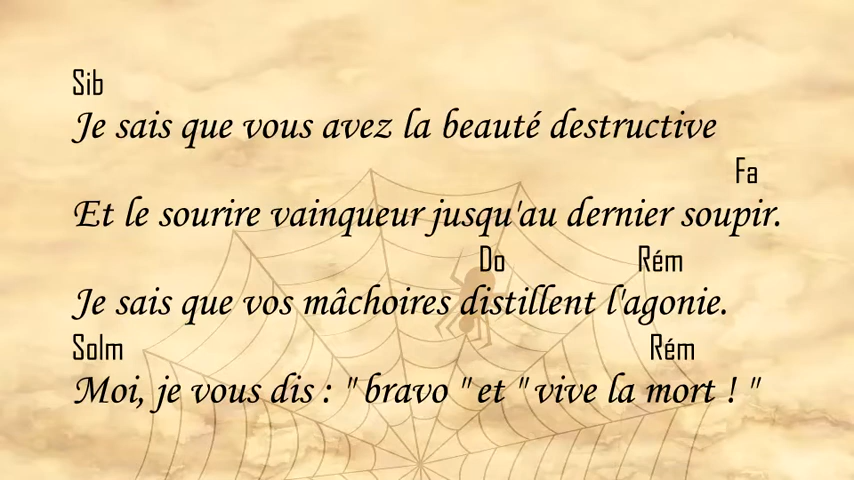 Sib
Je sais que vous avez la beauté destructive
Fa
Et le sourire vainqueur jusqu'au dernier soupir.
Do Rém
Je sais que vos mâchoires distillent l'agonie.
Solm Rém
Moi, je vous dis : " bravo " et " vive la mort ! "